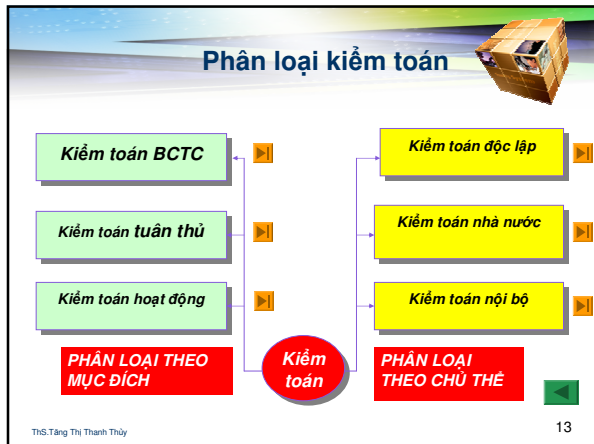 Phân loại kiểm toán
Kiểm toán BCTC
Kiểm toán tuân thủ
Kiểm toán hoạt động
PHÂN LOẠI THEO
MỤC ĐÍCH
Kiểm
toán
Kiểm toán độc lập
Kiểm toán nhà nước
Kiểm toán nội bộ
PHÂN LOẠI
THEO CHỦ THỂ
ThS.Tăng Thị Thanh Thủy
13